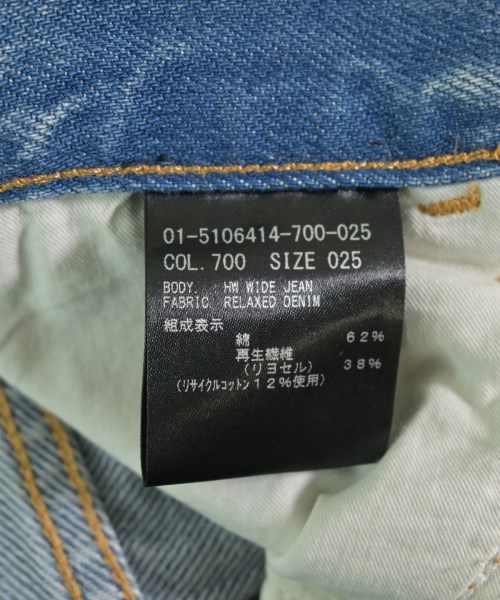 01-5106414-700-025
COL. 700 SIZE 025
BODY. HW WIDE JEAN
FABRIC. RELAXED DENIM
組成表示
綿 62%
再生繊維
(リヨセル) 38%
(リサイクルコットン12%使用)